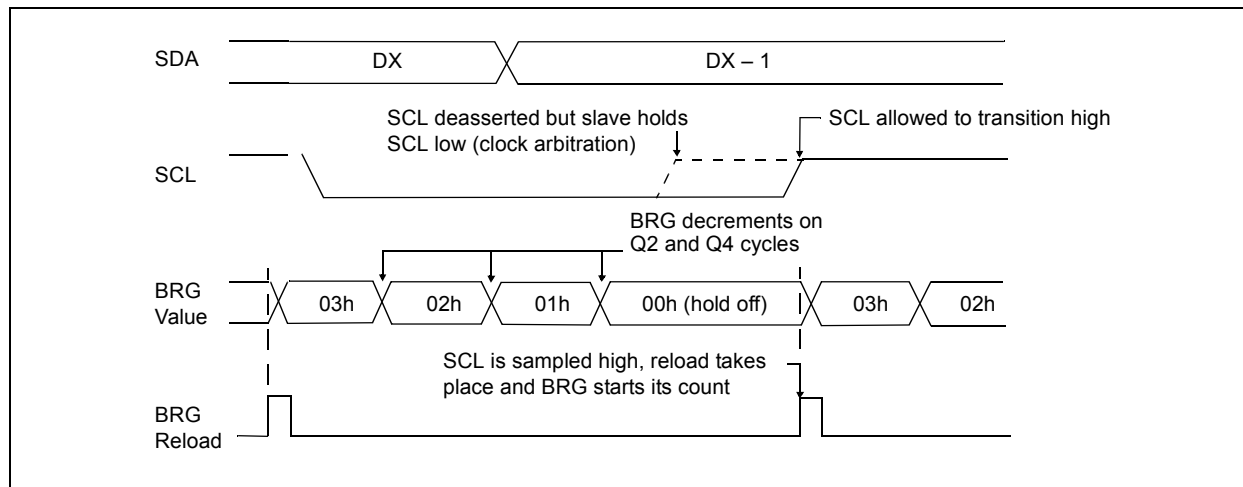 SDA
DX
DX – 1
SCL deasserted but slave holds
SCL low (clock arbitration)
SCL allowed to transition high
SCL
BRG decrements on
Q2 and Q4 cycles
BRG
Value
03h
02h
01h
00h (hold off)
03h
02h
SCL is sampled high, reload takes
place and BRG starts its count
BRG
Reload